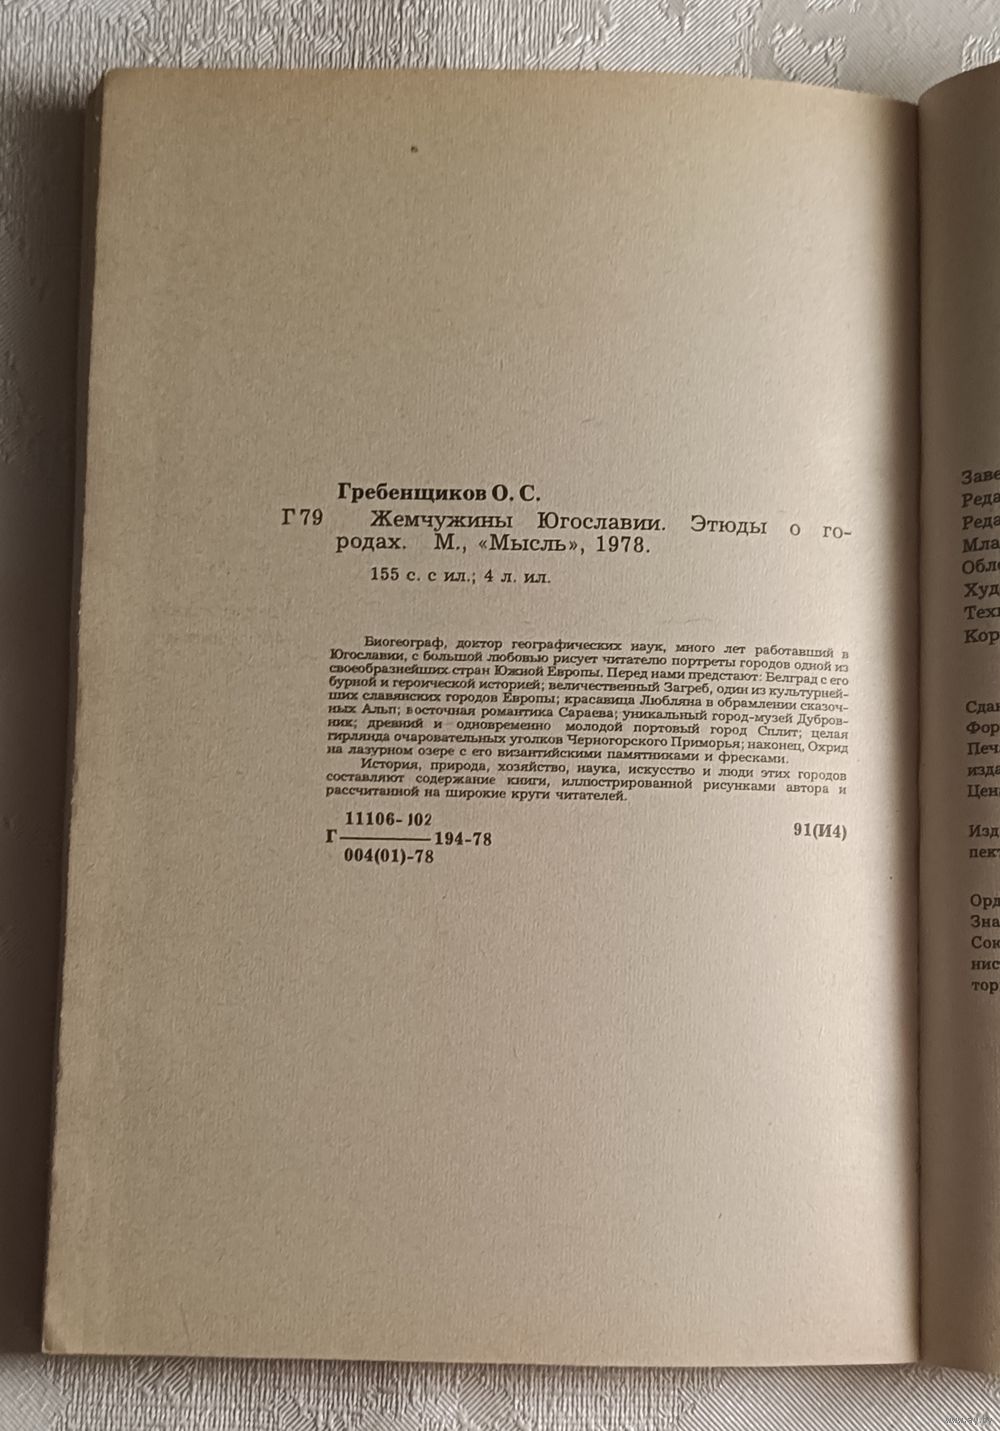 Гребенщиков О. С.
Г 79 Жемчужины Югославии. Этюды о го-
родах. М., «Мысль», 1978.
155 с. с ил.; 4 л. ил.
Биогеограф, доктор географических наук, много лет работавший в
Югославии, с большой любовью рисует читателю портреты городов одной из
своеобразнейших стран Южной Европы. Перед нами предстают: Белград с его
бурной и героической историей; величественный Загреб, один из культурней-
ших славянских городов Европы; красавица Любляна в обрамлении сказоч-
ных Альп; восточная романтика Сараева; уникальный город-музей Дубров-
ник; древний и одновременно молодой портовый город Сплит; целая
гирлянда очаровательных уголков Черногорского Приморья; наконец, Охрид
на лазурном озере с его византийскими памятниками и фресками.
История, природа, хозяйство, наука, искусство и люди этих городов
составляют содержание книги, иллюстрированной рисунками автора и
рассчитанной на широкие круги читателей.
11106-102
Г 194-78
004(01)-78
91(И4)
Заве
Реда
Реда
Мла
Обло
Худ
Техн
Кор
Сдан
Фор
Печ
изда
Цен
Изд
пект
Орд
Зна
Сою
нис
тор